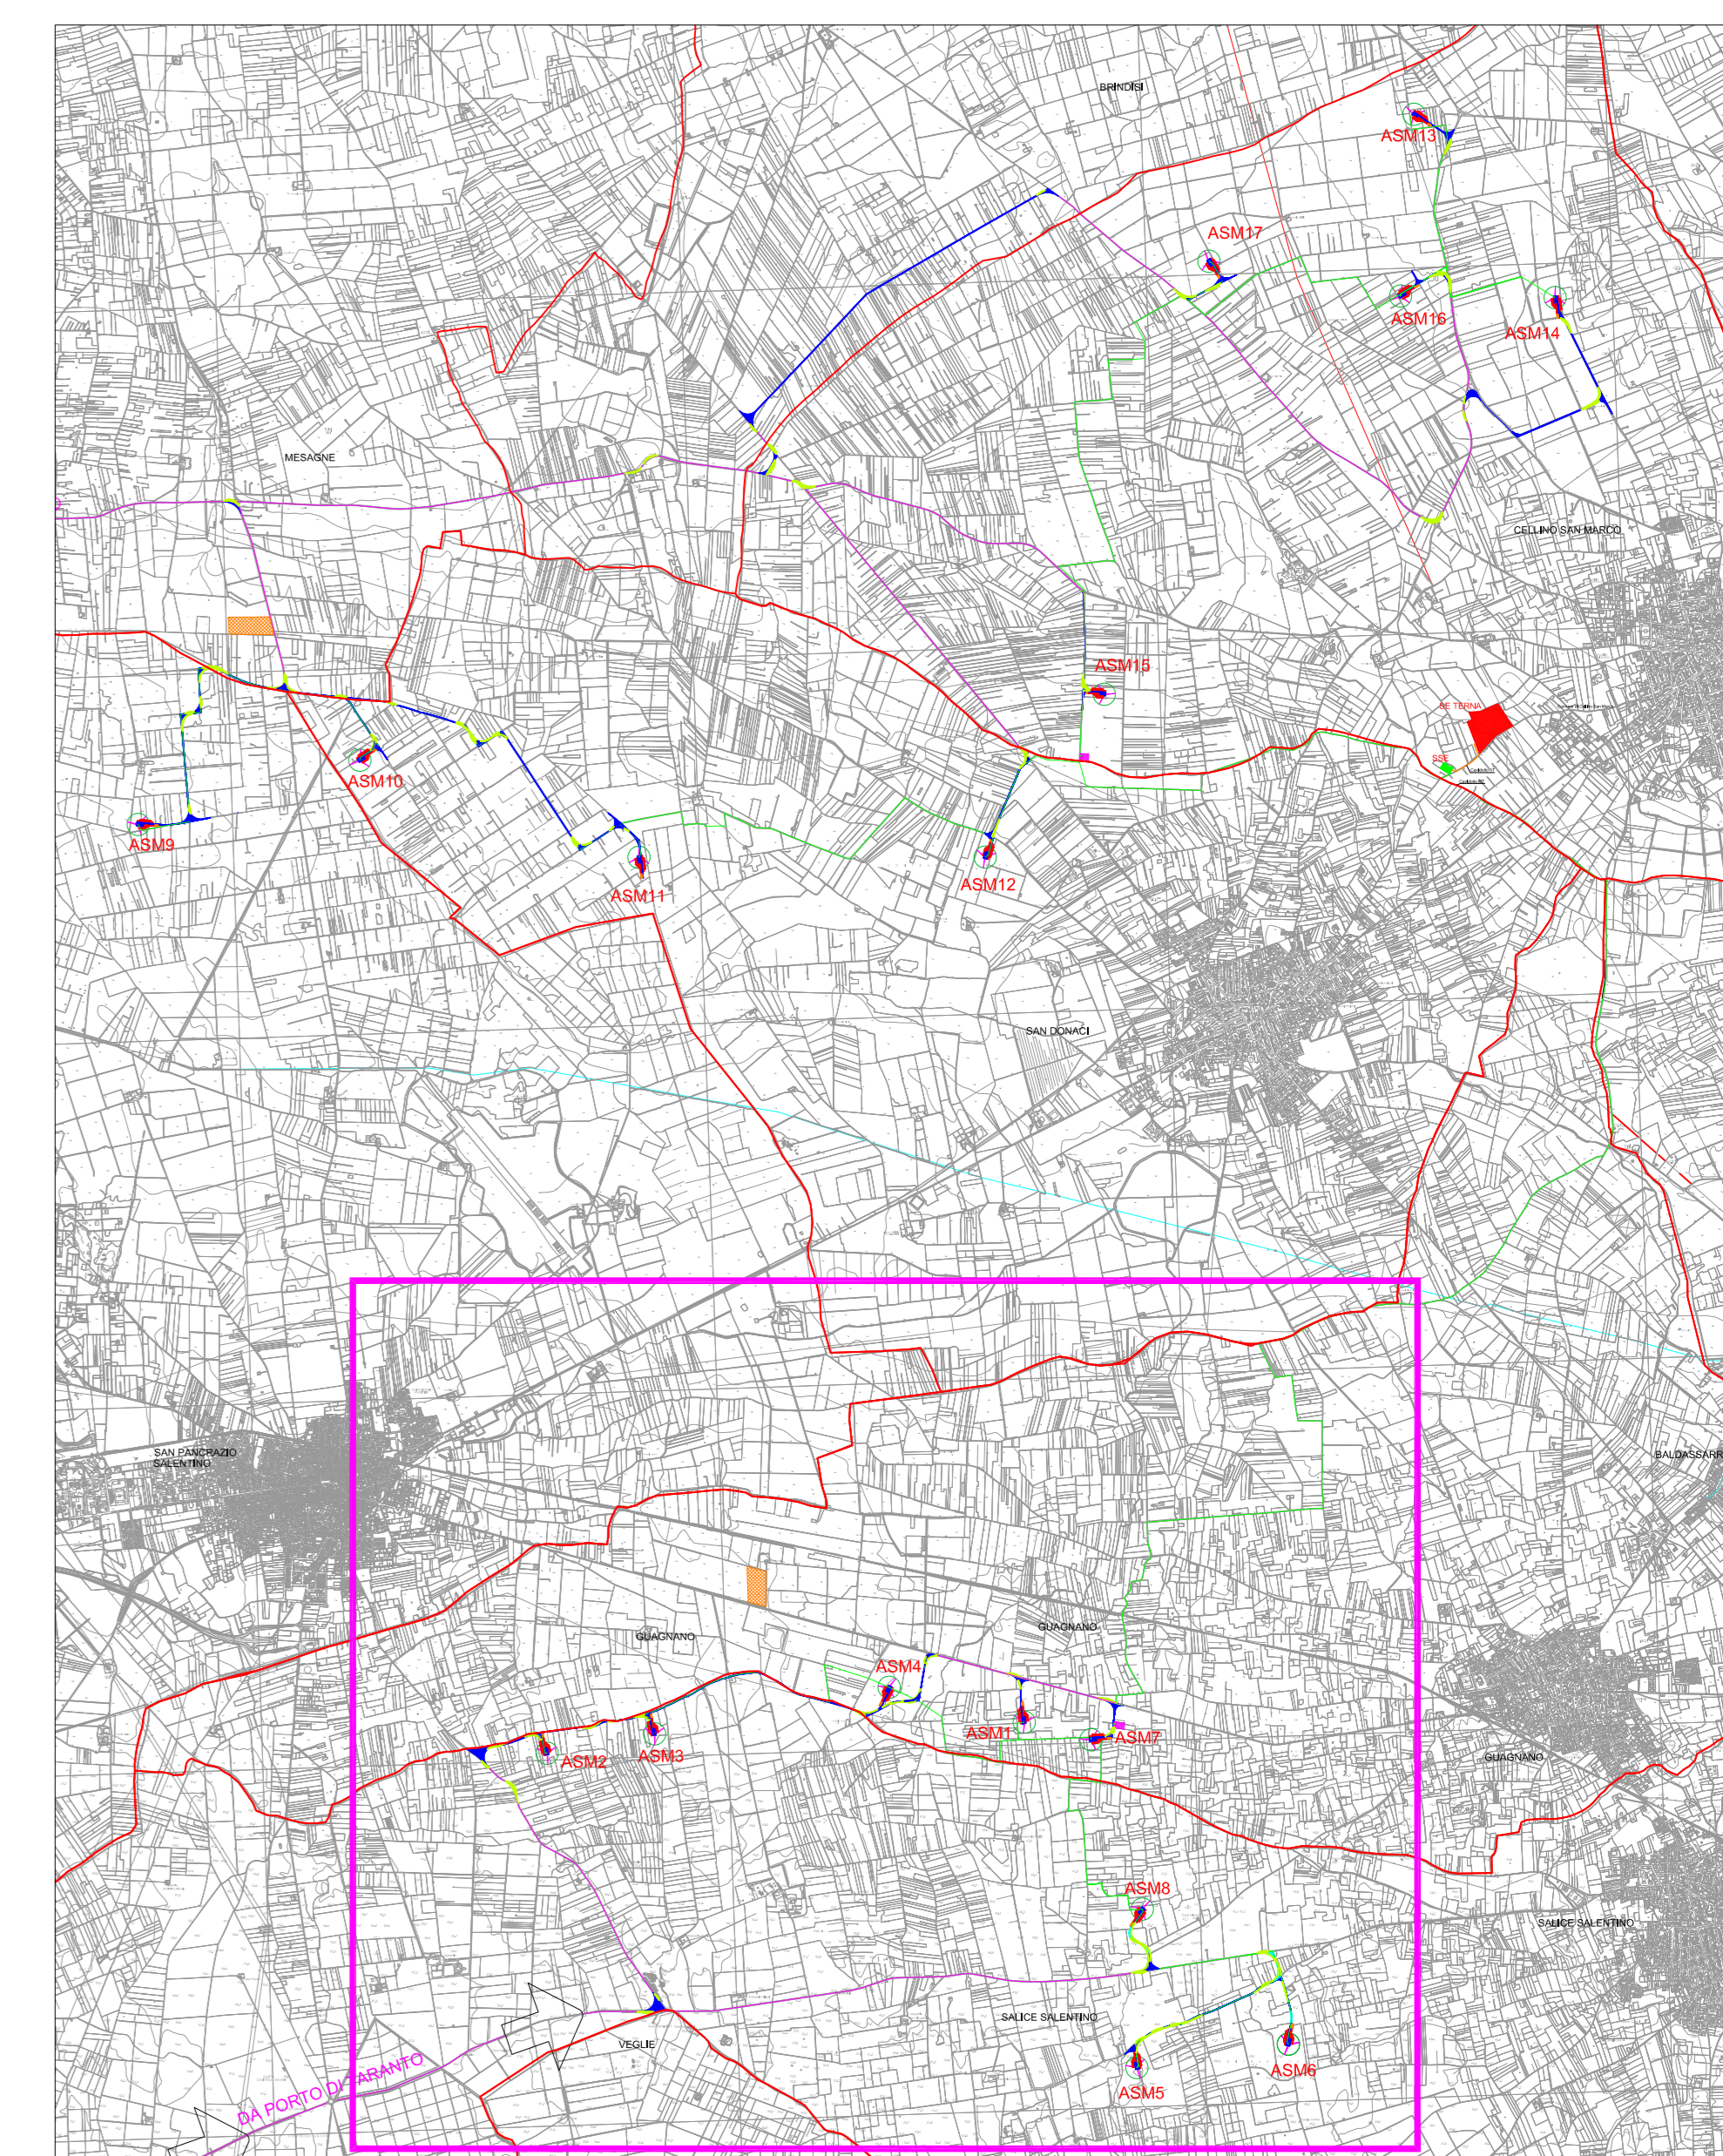 BRINDISI
ASM13
ASM17
ASM16
ASM14
MESAGNE
CELLINO SAN MARCO
ASM15
SE TERNA
SSE
ASM10
ASM9
ASM11
ASM12
SAN DONACI
SAN PANCRAZIO
SALENTINO
BALDASSARR
GUAGNANO
GUAGNANO
ASM4
ASM1
ASM7
ASM2
ASM3
GUAGNANO
ASM8
SALICE SALENTINO
SALICE SALENTINO
VEGLIE
DA PORTO DI TARANTO
ASM5
ASM6